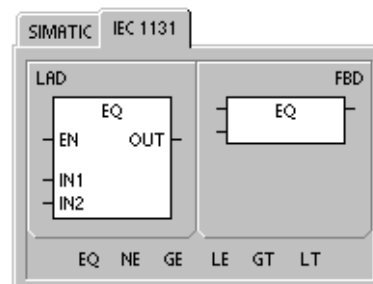 SIMATIC IEC 1131
LAD FBD
EQ EQ
EN OUT
IN1
IN2
EQ NE GE LE GT LT